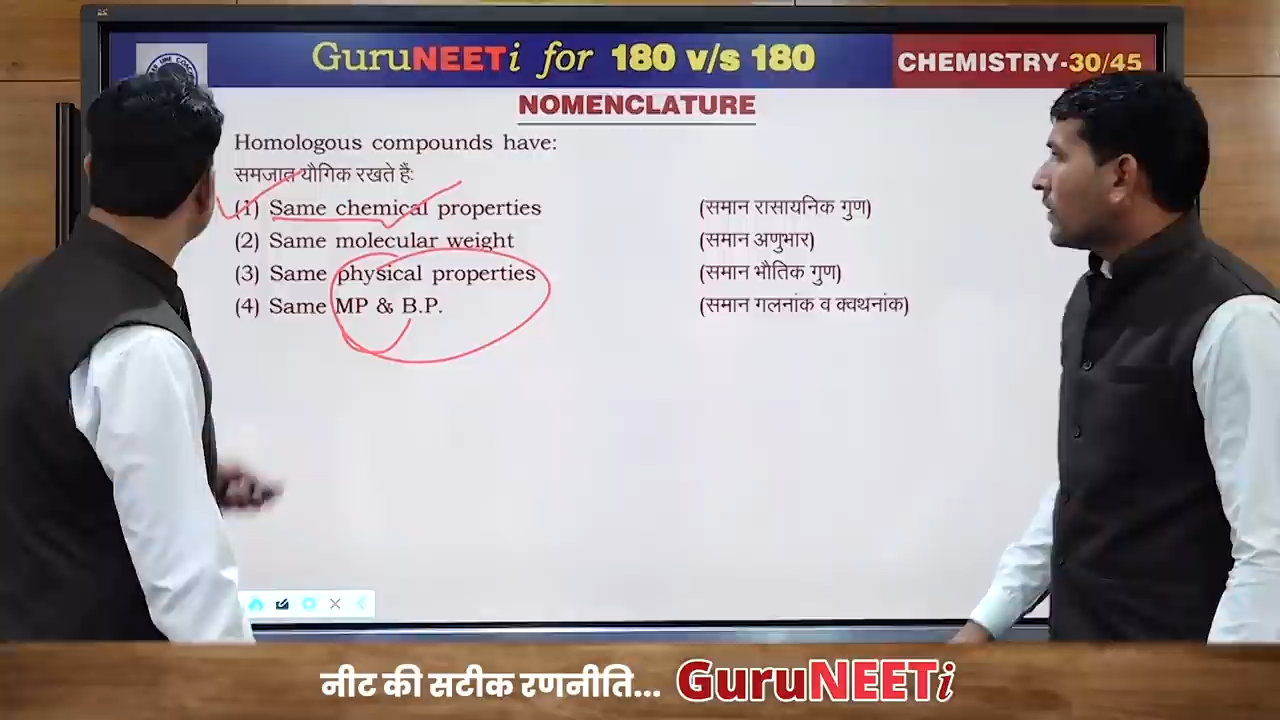 GuruNEETi for 180 v/s 180
CHEMISTRY-30/45
NOMENCLATURE
Homologous compounds have:
समजात यौगिक रखते हैं:
(1) Same chemical properties (समान रासायनिक गुण)
(2) Same molecular weight (समान अणुभार)
(3) Same physical properties (समान भौतिक गुण)
(4) Same MP & B.P. (समान गलनांक व क्वथनांक)
नीट की सटीक रणनीति... GuruNEETi